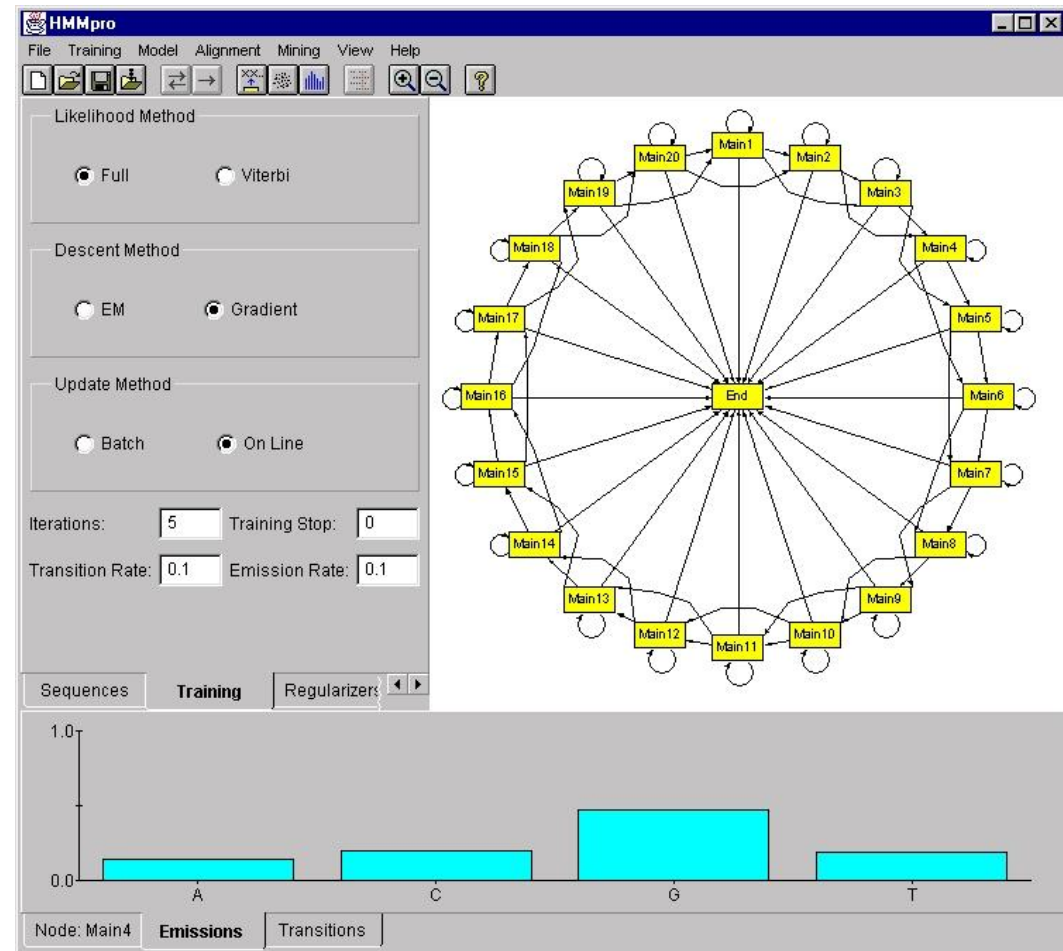 HMMpro
File Training Model Alignment Mining View Help
XX..
Likelihood Method
Full Viterbi
Descent Method
EM Gradient
Update Method
Batch On Line
Iterations: 5 Training Stop: 0
Transition Rate: 0.1 Emission Rate: 0.1
Sequences Training Regularizers
Main1
Main20 Main2
Main19 Main3
Main18 Main4
Main17 Main5
Main16 End Main6
Main15 Main7
Main14 Main8
Main13 Main9
Main12 Main10
Main11
1.0
0.0
A C G T
Node: Main4 Emissions Transitions